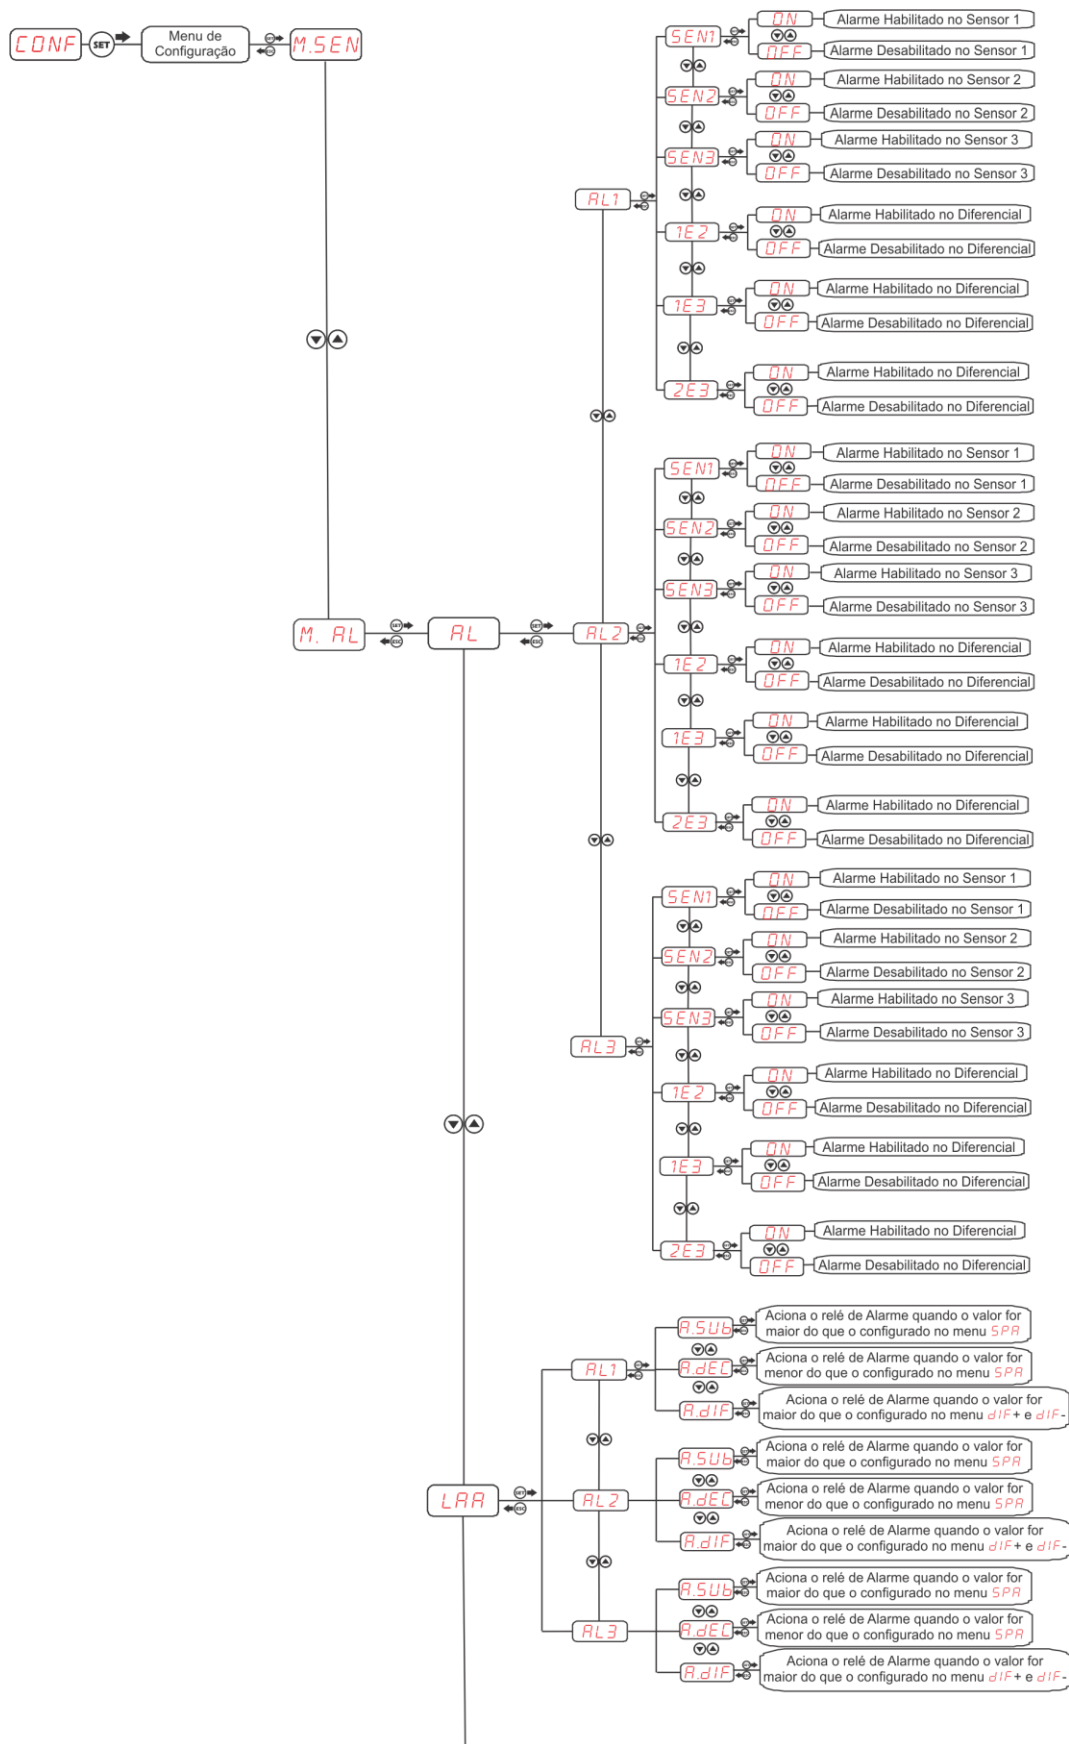 CONF
SET
Menu de
Configuração
SET
ESC
M.SEN
AL1
SET
ESC
SEN1
ON
Alarme Habilitado no Sensor 1
OFF
Alarme Desabilitado no Sensor 1
SEN2
ON
Alarme Habilitado no Sensor 2
OFF
Alarme Desabilitado no Sensor 2
SEN3
ON
Alarme Habilitado no Sensor 3
OFF
Alarme Desabilitado no Sensor 3
1E2
ON
Alarme Habilitado no Diferencial
OFF
Alarme Desabilitado no Diferencial
1E3
ON
Alarme Habilitado no Diferencial
OFF
Alarme Desabilitado no Diferencial
2E3
ON
Alarme Habilitado no Diferencial
OFF
Alarme Desabilitado no Diferencial
M. AL
SET
ESC
AL
SET
ESC
AL2
SEN1
ON
Alarme Habilitado no Sensor 1
OFF
Alarme Desabilitado no Sensor 1
SEN2
ON
Alarme Habilitado no Sensor 2
OFF
Alarme Desabilitado no Sensor 2
SEN3
ON
Alarme Habilitado no Sensor 3
OFF
Alarme Desabilitado no Sensor 3
1E2
ON
Alarme Habilitado no Diferencial
OFF
Alarme Desabilitado no Diferencial
1E3
ON
Alarme Habilitado no Diferencial
OFF
Alarme Desabilitado no Diferencial
2E3
ON
Alarme Habilitado no Diferencial
OFF
Alarme Desabilitado no Diferencial
AL3
SEN1
ON
Alarme Habilitado no Sensor 1
OFF
Alarme Desabilitado no Sensor 1
SEN2
ON
Alarme Habilitado no Sensor 2
OFF
Alarme Desabilitado no Sensor 2
SEN3
ON
Alarme Habilitado no Sensor 3
OFF
Alarme Desabilitado no Sensor 3
1E2
ON
Alarme Habilitado no Diferencial
OFF
Alarme Desabilitado no Diferencial
1E3
ON
Alarme Habilitado no Diferencial
OFF
Alarme Desabilitado no Diferencial
2E3
ON
Alarme Habilitado no Diferencial
OFF
Alarme Desabilitado no Diferencial
LAA
SET
ESC
AL1
A.SUb
Aciona o relé de Alarme quando o valor for
maior do que o configurado no menu SPA
A.dEC
Aciona o relé de Alarme quando o valor for
menor do que o configurado no menu SPA
A.dIF
Aciona o relé de Alarme quando o valor for
maior do que o configurado no menu dIF+ e dIF-
AL2
A.SUb
Aciona o relé de Alarme quando o valor for
maior do que o configurado no menu SPA
A.dEC
Aciona o relé de Alarme quando o valor for
menor do que o configurado no menu SPA
A.dIF
Aciona o relé de Alarme quando o valor for
maior do que o configurado no menu dIF+ e dIF-
AL3
A.SUb
Aciona o relé de Alarme quando o valor for
maior do que o configurado no menu SPA
A.dEC
Aciona o relé de Alarme quando o valor for
menor do que o configurado no menu SPA
A.dIF
Aciona o relé de Alarme quando o valor for
maior do que o configurado no menu dIF+ e dIF-